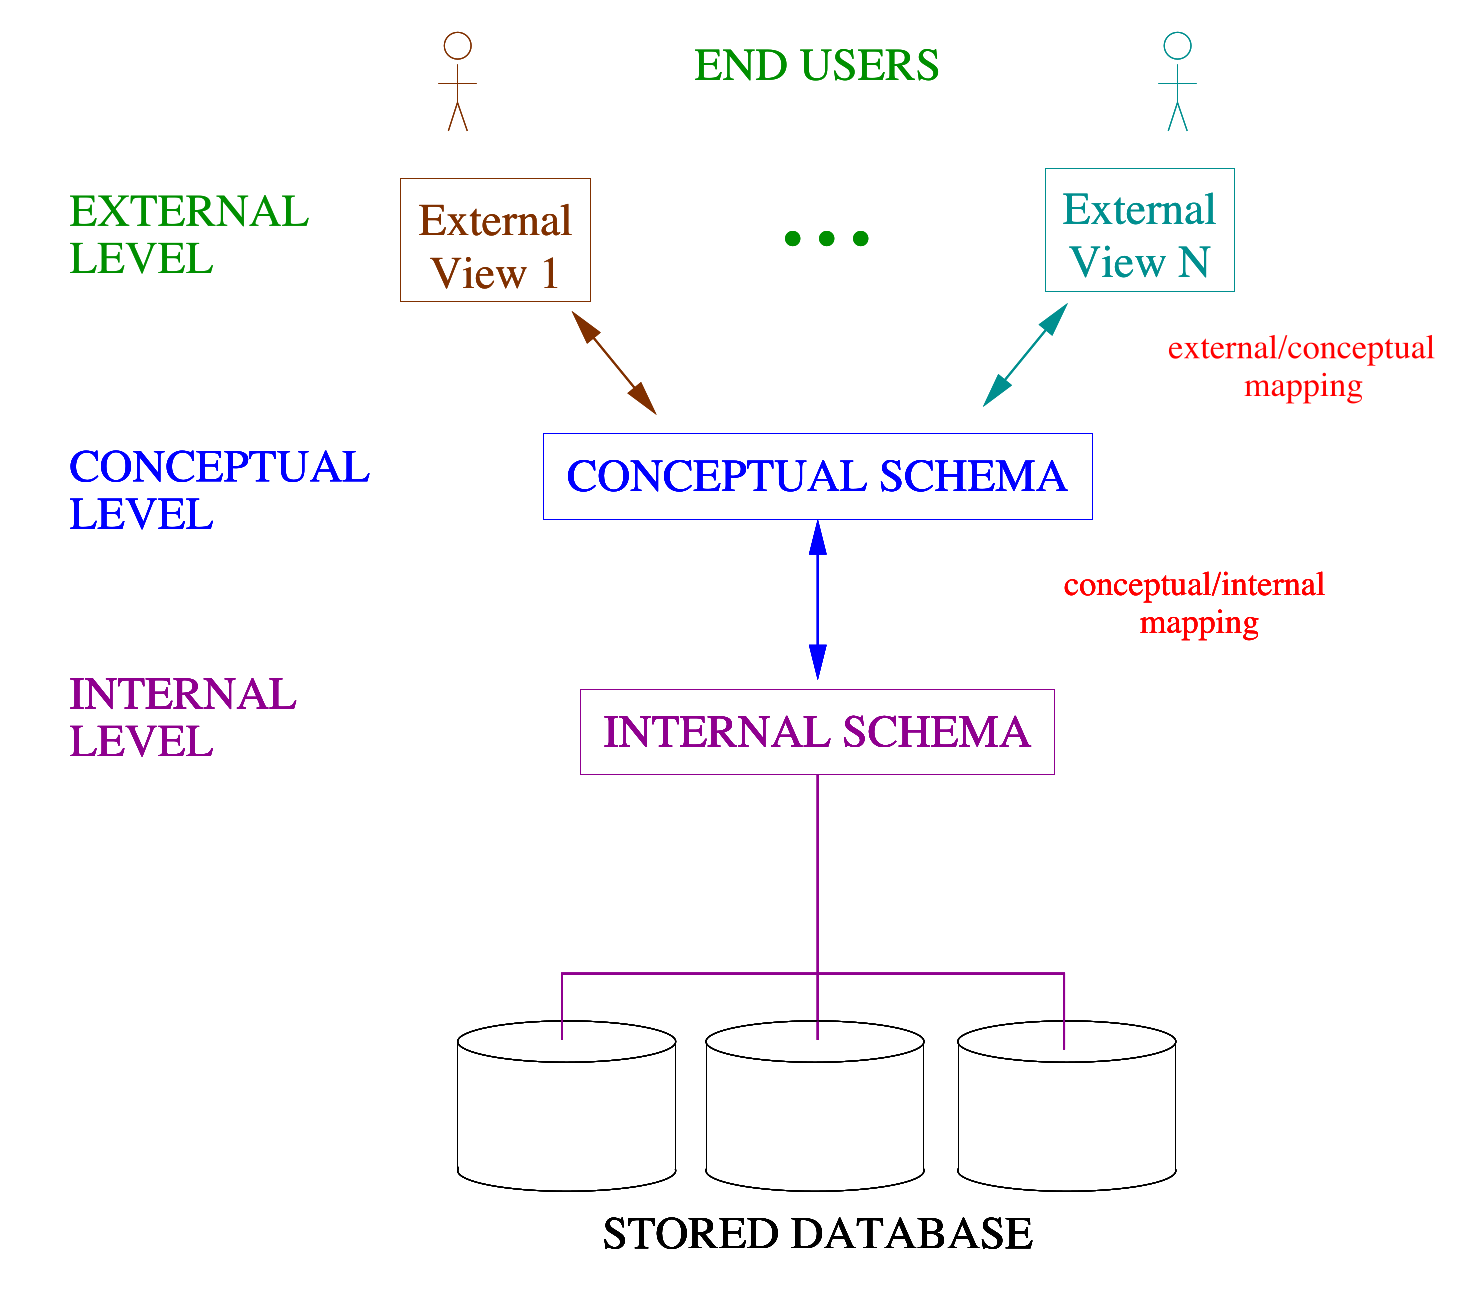 END USERS
EXTERNAL
LEVEL
External
View 1
• • •
External
View N
external/conceptual
mapping
CONCEPTUAL
LEVEL
CONCEPTUAL SCHEMA
conceptual/internal
mapping
INTERNAL
LEVEL
INTERNAL SCHEMA
STORED DATABASE